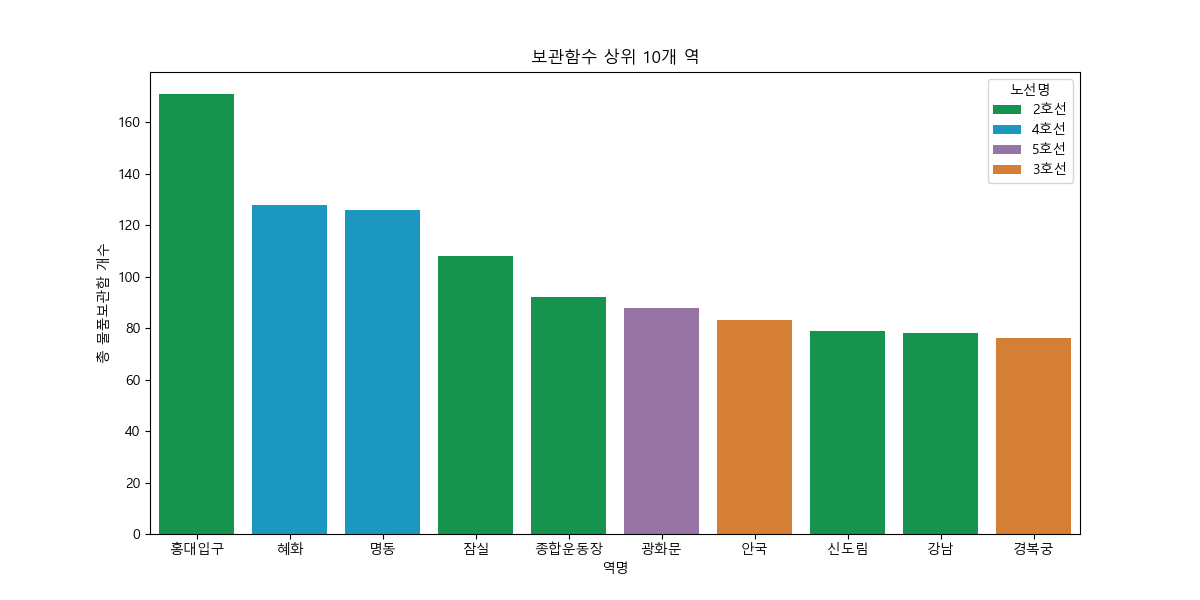 보관함수 상위 10개 역
노선명
2호선
4호선
5호선
3호선
총 물품보관함 개수
160
140
120
100
80
60
40
20
0
홍대입구 혜화 명동 잠실 종합운동장 광화문 안국 신도림 강남 경복궁
역명